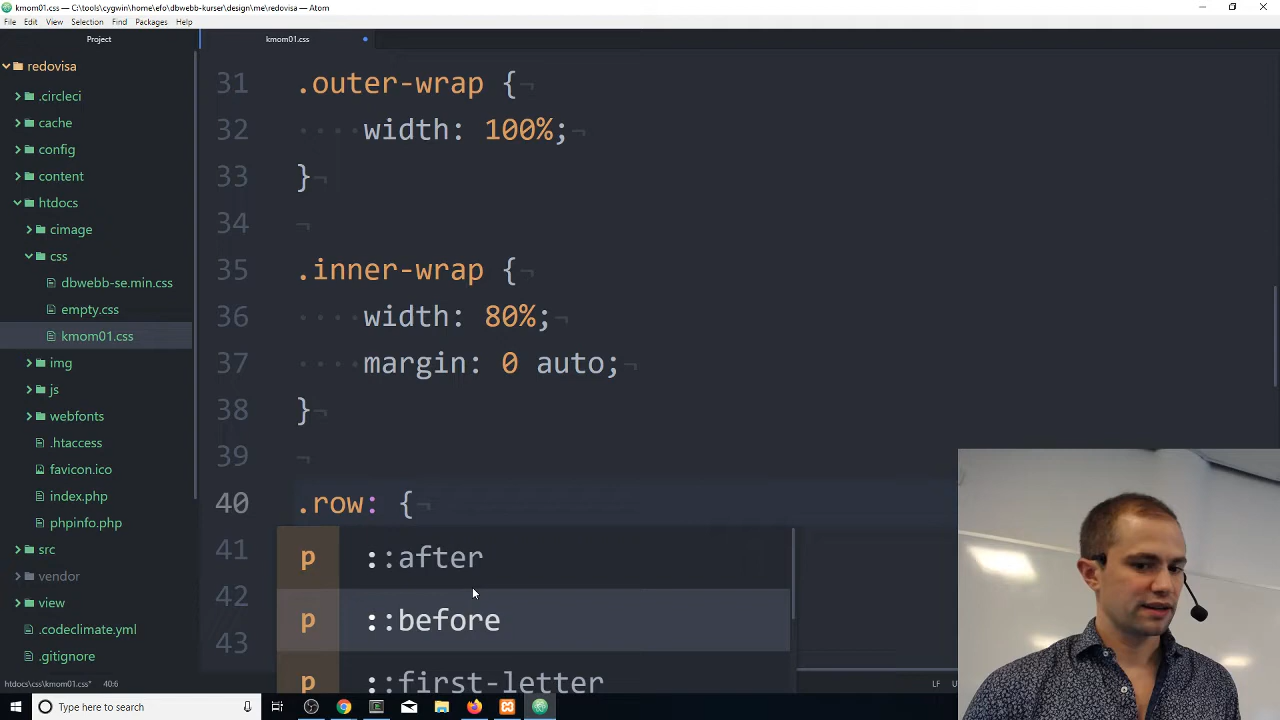 kmom01.css — C:\tools\cygwin\home\efo\dbwebb-kurser\design\me\redovisa — Atom
File Edit View Selection Find Packages Help
Project
kmom01.css
redovisa
.circleci
cache
config
content
htdocs
cimage
css
dbwebb-se.min.css
empty.css
kmom01.css
img
js
webfonts
.htaccess
favicon.ico
index.php
phpinfo.php
src
vendor
view
.codeclimate.yml
.gitignore
31 .outer-wrap {
32 width: 100%;
33 }
34
35 .inner-wrap {
36 width: 80%;
37 margin: 0 auto;
38 }
39
40 .row: {
41
42
43
p ::after
p ::before
p ::first-letter
htdocs\css\kmom01.css* 40:6
LF
Type here to search